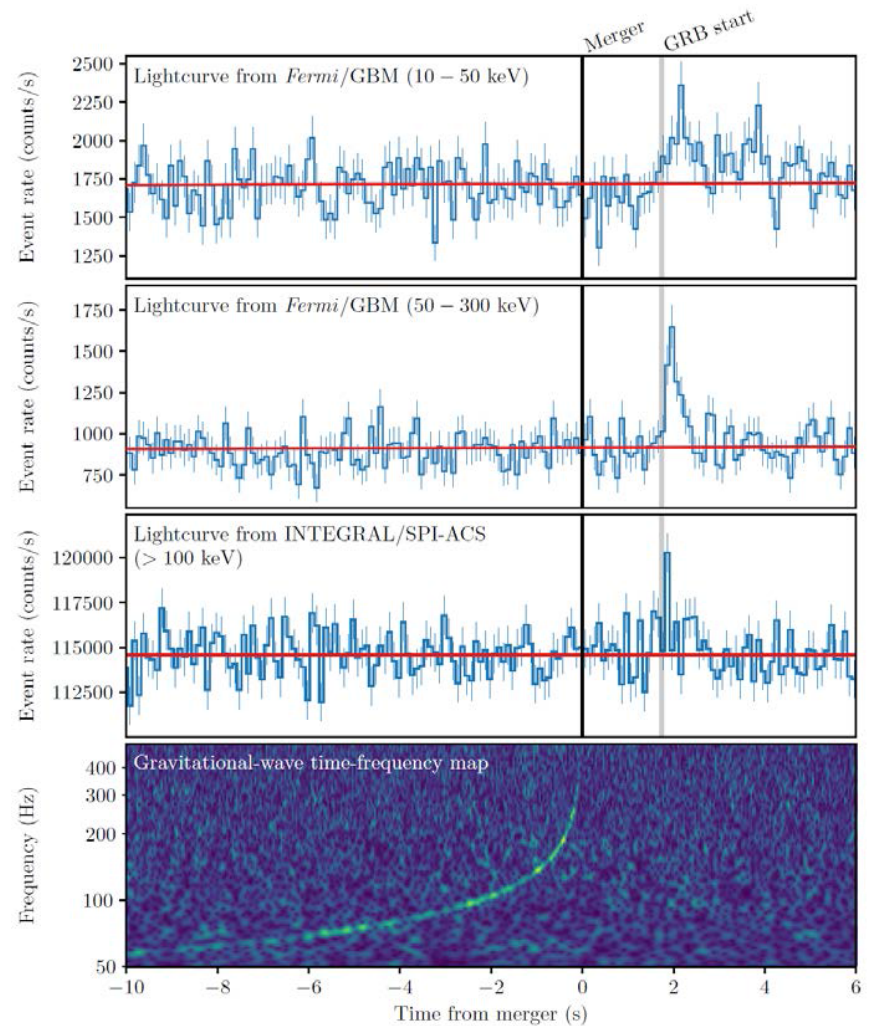 Merger
GRB start
Lightcurve from Fermi/GBM (10 − 50 keV)
Event rate (counts/s)
2500
2250
2000
1750
1500
1250
Lightcurve from Fermi/GBM (50 − 300 keV)
Event rate (counts/s)
1750
1500
1250
1000
750
Lightcurve from INTEGRAL/SPI-ACS
(> 100 keV)
Event rate (counts/s)
120000
117500
115000
112500
Gravitational-wave time-frequency map
Frequency (Hz)
400
300
200
100
50
−10 −8 −6 −4 −2 0 2 4 6
Time from merger (s)